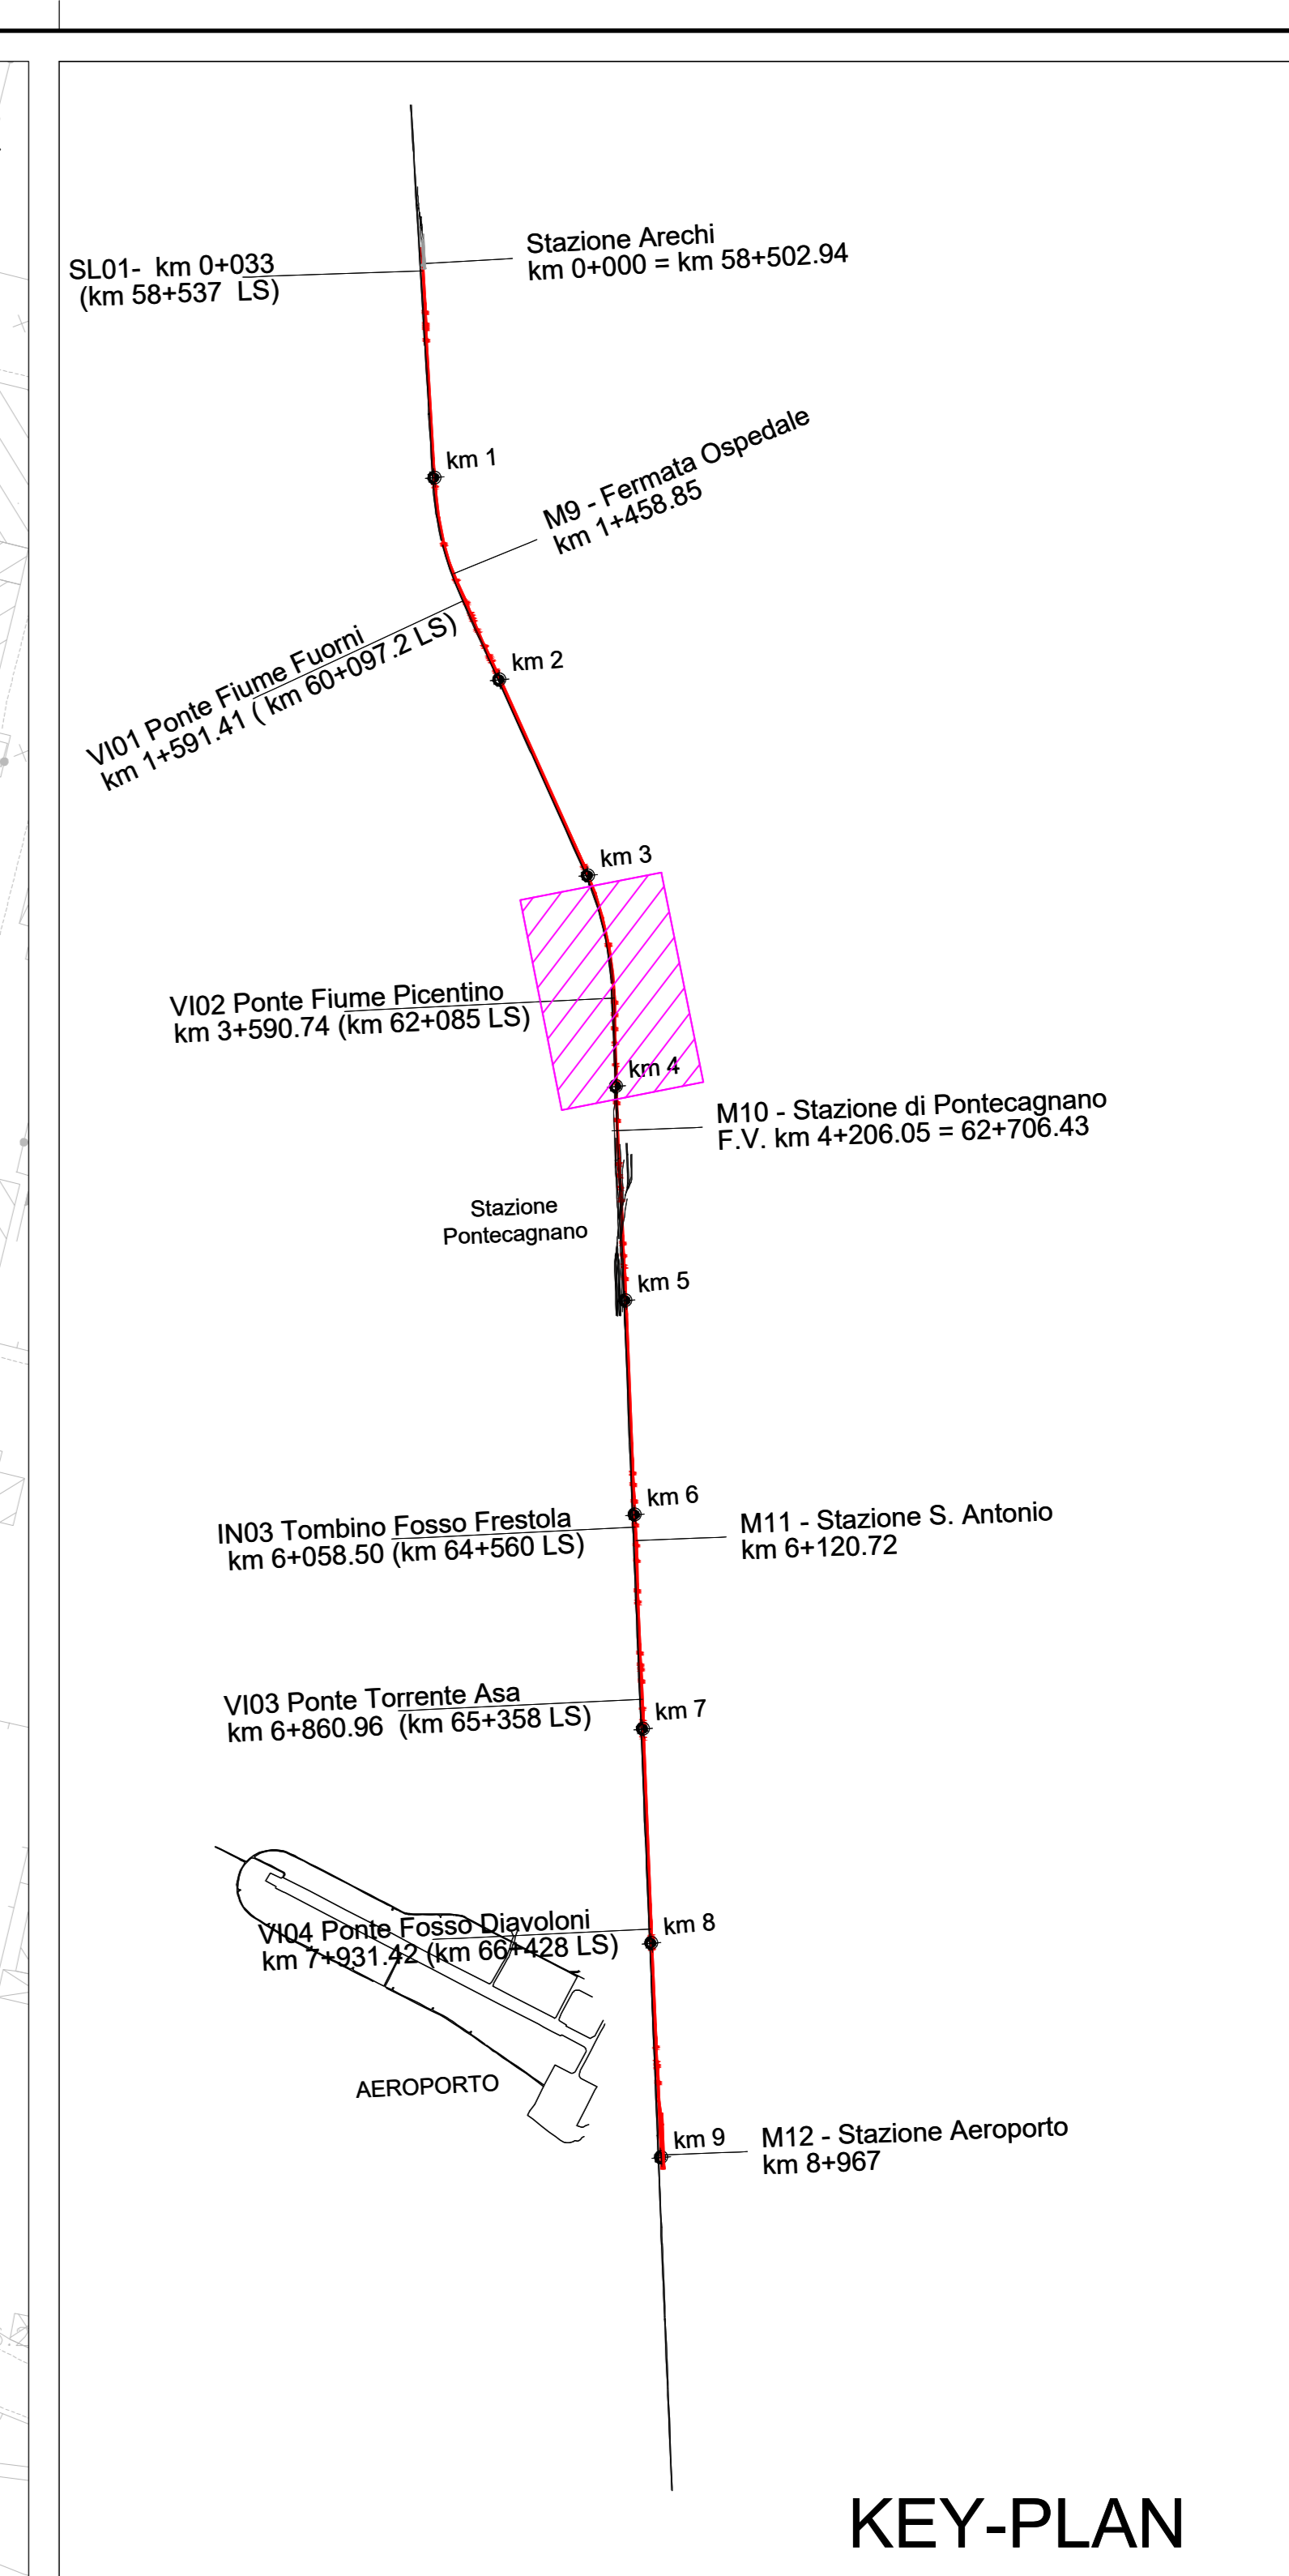 Stazione Arechi
km 0+000 = km 58+502.94
SL01-  km 0+033
(km 58+537  LS)
km 1
M9 - Fermata Ospedale
km 1+458.85
VI01 Ponte Fiume Fuorni
km 1+591.41 ( km 60+097.2 LS)
km 2
km 3
VI02 Ponte Fiume Picentino
km 3+590.74 (km 62+085 LS)
km 4
M10 - Stazione di Pontecagnano
F.V. km 4+206.05 = 62+706.43
Stazione
Pontecagnano
km 5
km 6
IN03 Tombino Fosso Frestola
km 6+058.50 (km 64+560 LS)
M11 - Stazione S. Antonio
km 6+120.72
VI03 Ponte Torrente Asa
km 6+860.96  (km 65+358 LS)
km 7
VI04 Ponte Fosso Diavoloni
km 7+931.42 (km 66+428 LS)
km 8
AEROPORTO
km 9
M12 - Stazione Aeroporto
km 8+967
KEY-PLAN